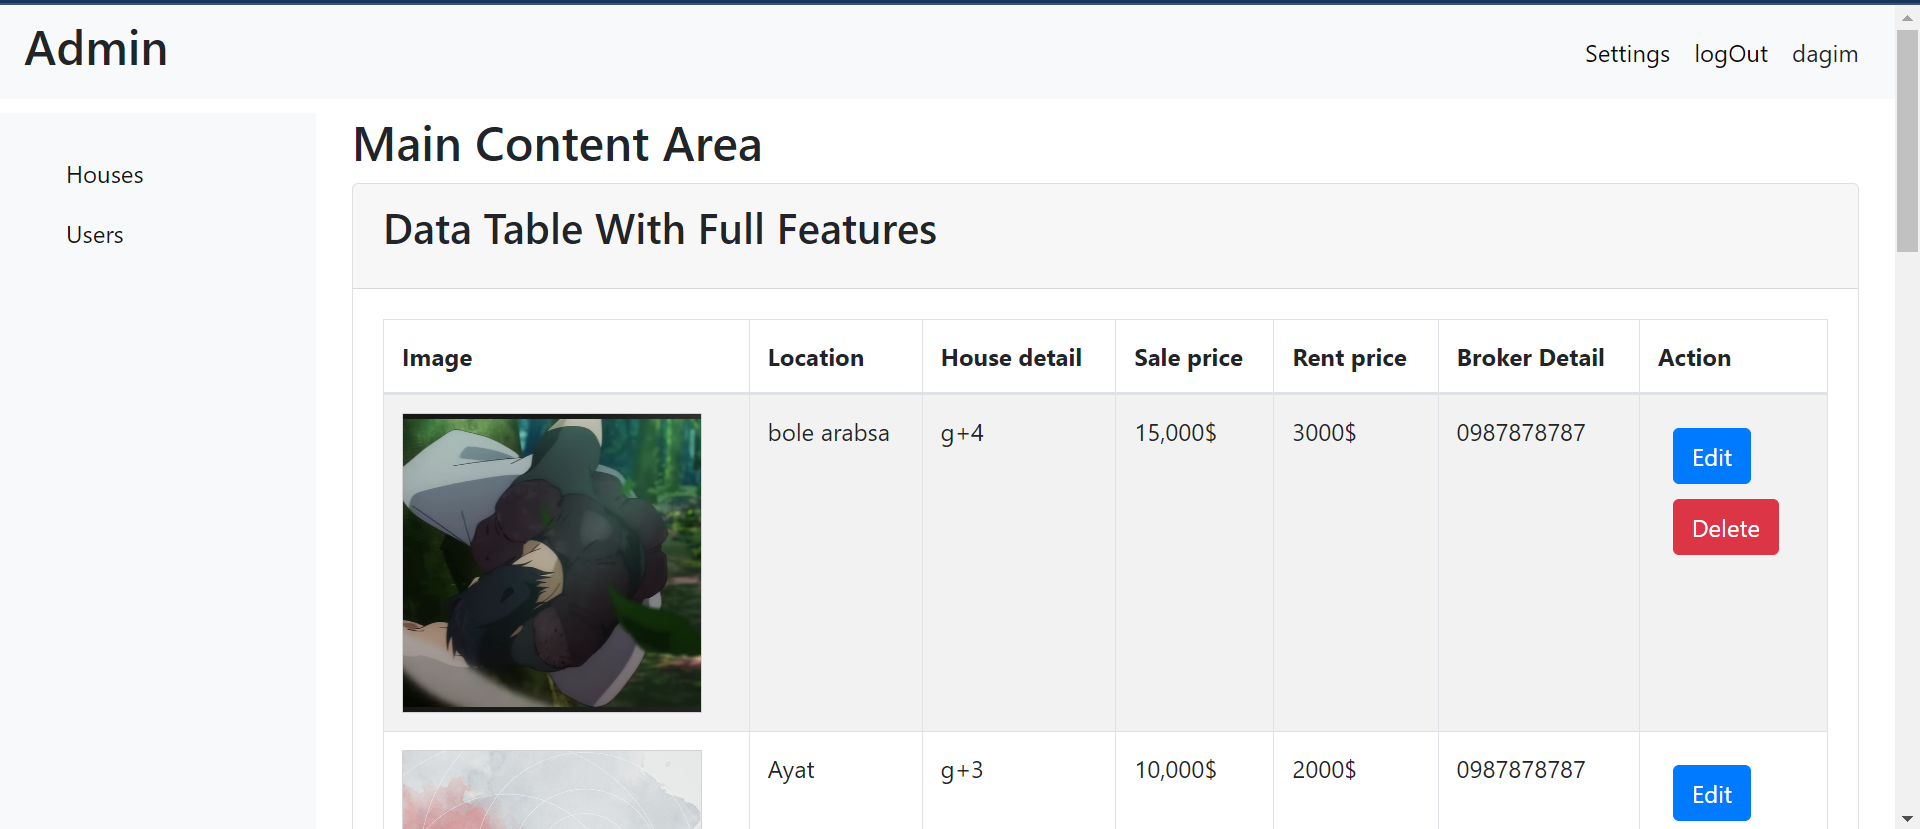 Admin
Settings logOut dagim
Houses
Users
Main Content Area
Data Table With Full Features
Image Location House detail Sale price Rent price Broker Detail Action
bole arabsa g+4 15,000$ 3000$ 0987878787 Edit
Delete
Ayat g+3 10,000$ 2000$ 0987878787 Edit